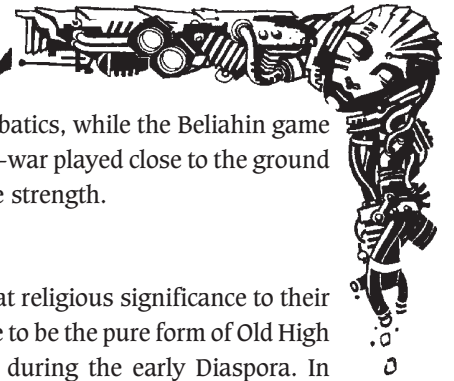 batics, while the Beliahin game
-war played close to the ground
strength.
at religious significance to their
to be the pure form of Old High
during the early Diaspora. In